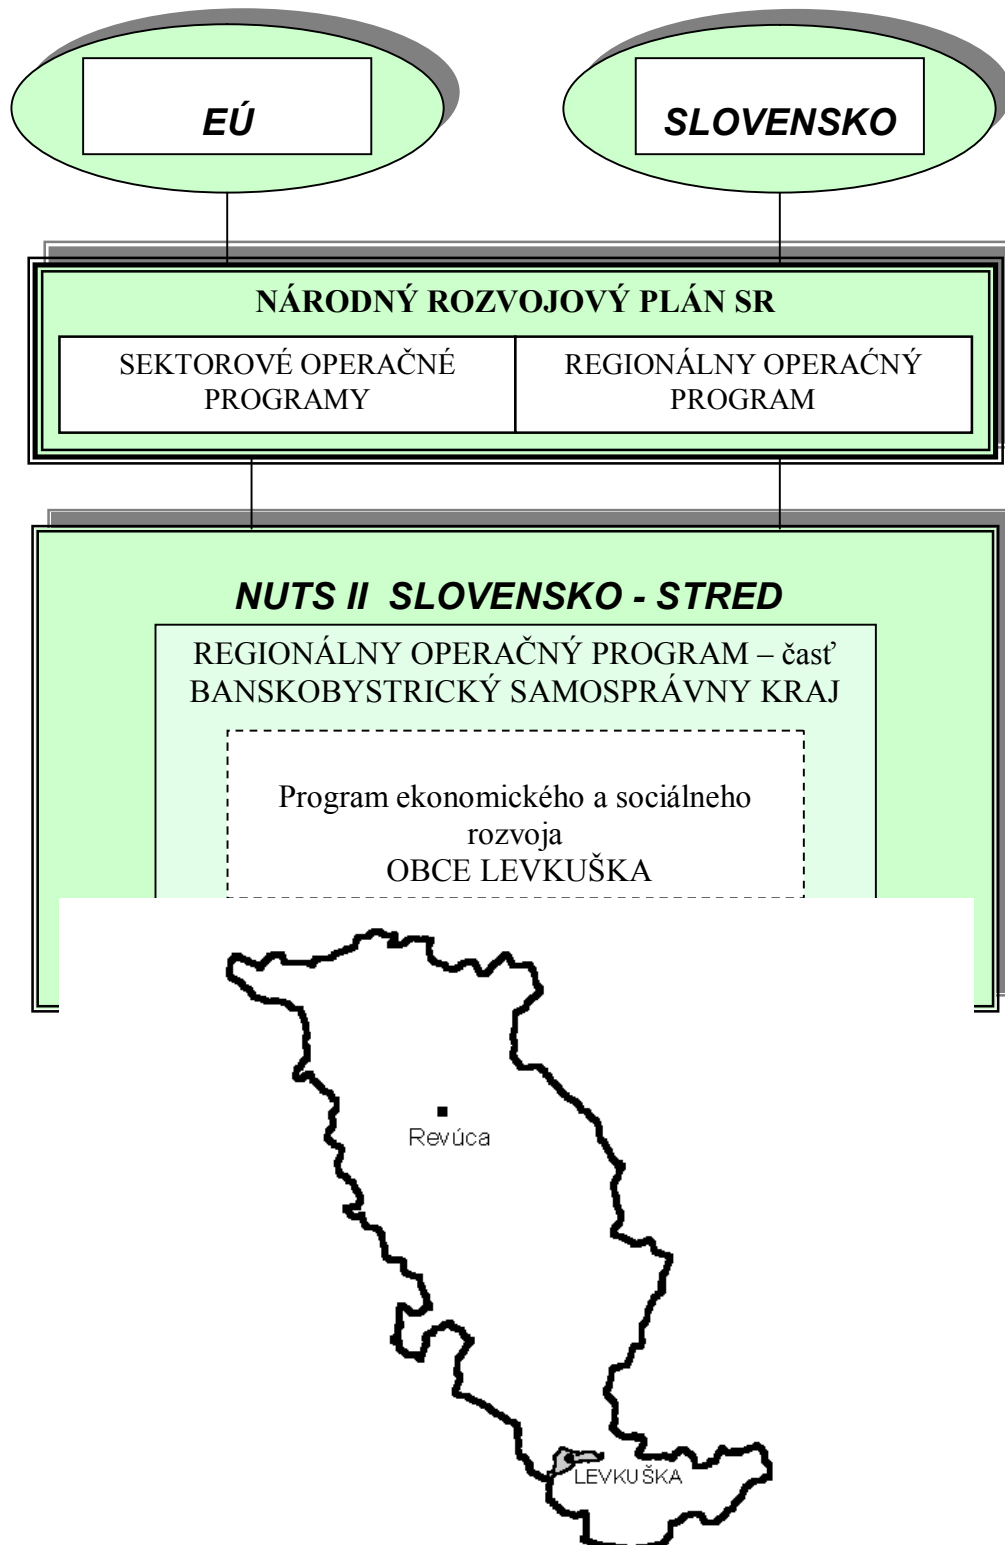 EÚ
SLOVENSKO
NÁRODNÝ ROZVOJOVÝ PLÁN SR
SEKTOROVÉ OPERAČNÉ
PROGRAMY
REGIONÁLNY OPERAĆNÝ
PROGRAM
NUTS II  SLOVENSKO - STRED
REGIONÁLNY OPERAČNÝ PROGRAM – časť
BANSKOBYSTRICKÝ SAMOSPRÁVNY KRAJ
Program ekonomického a sociálneho
rozvoja
OBCE LEVKUŠKA
Revúca
LEVKUŠKA